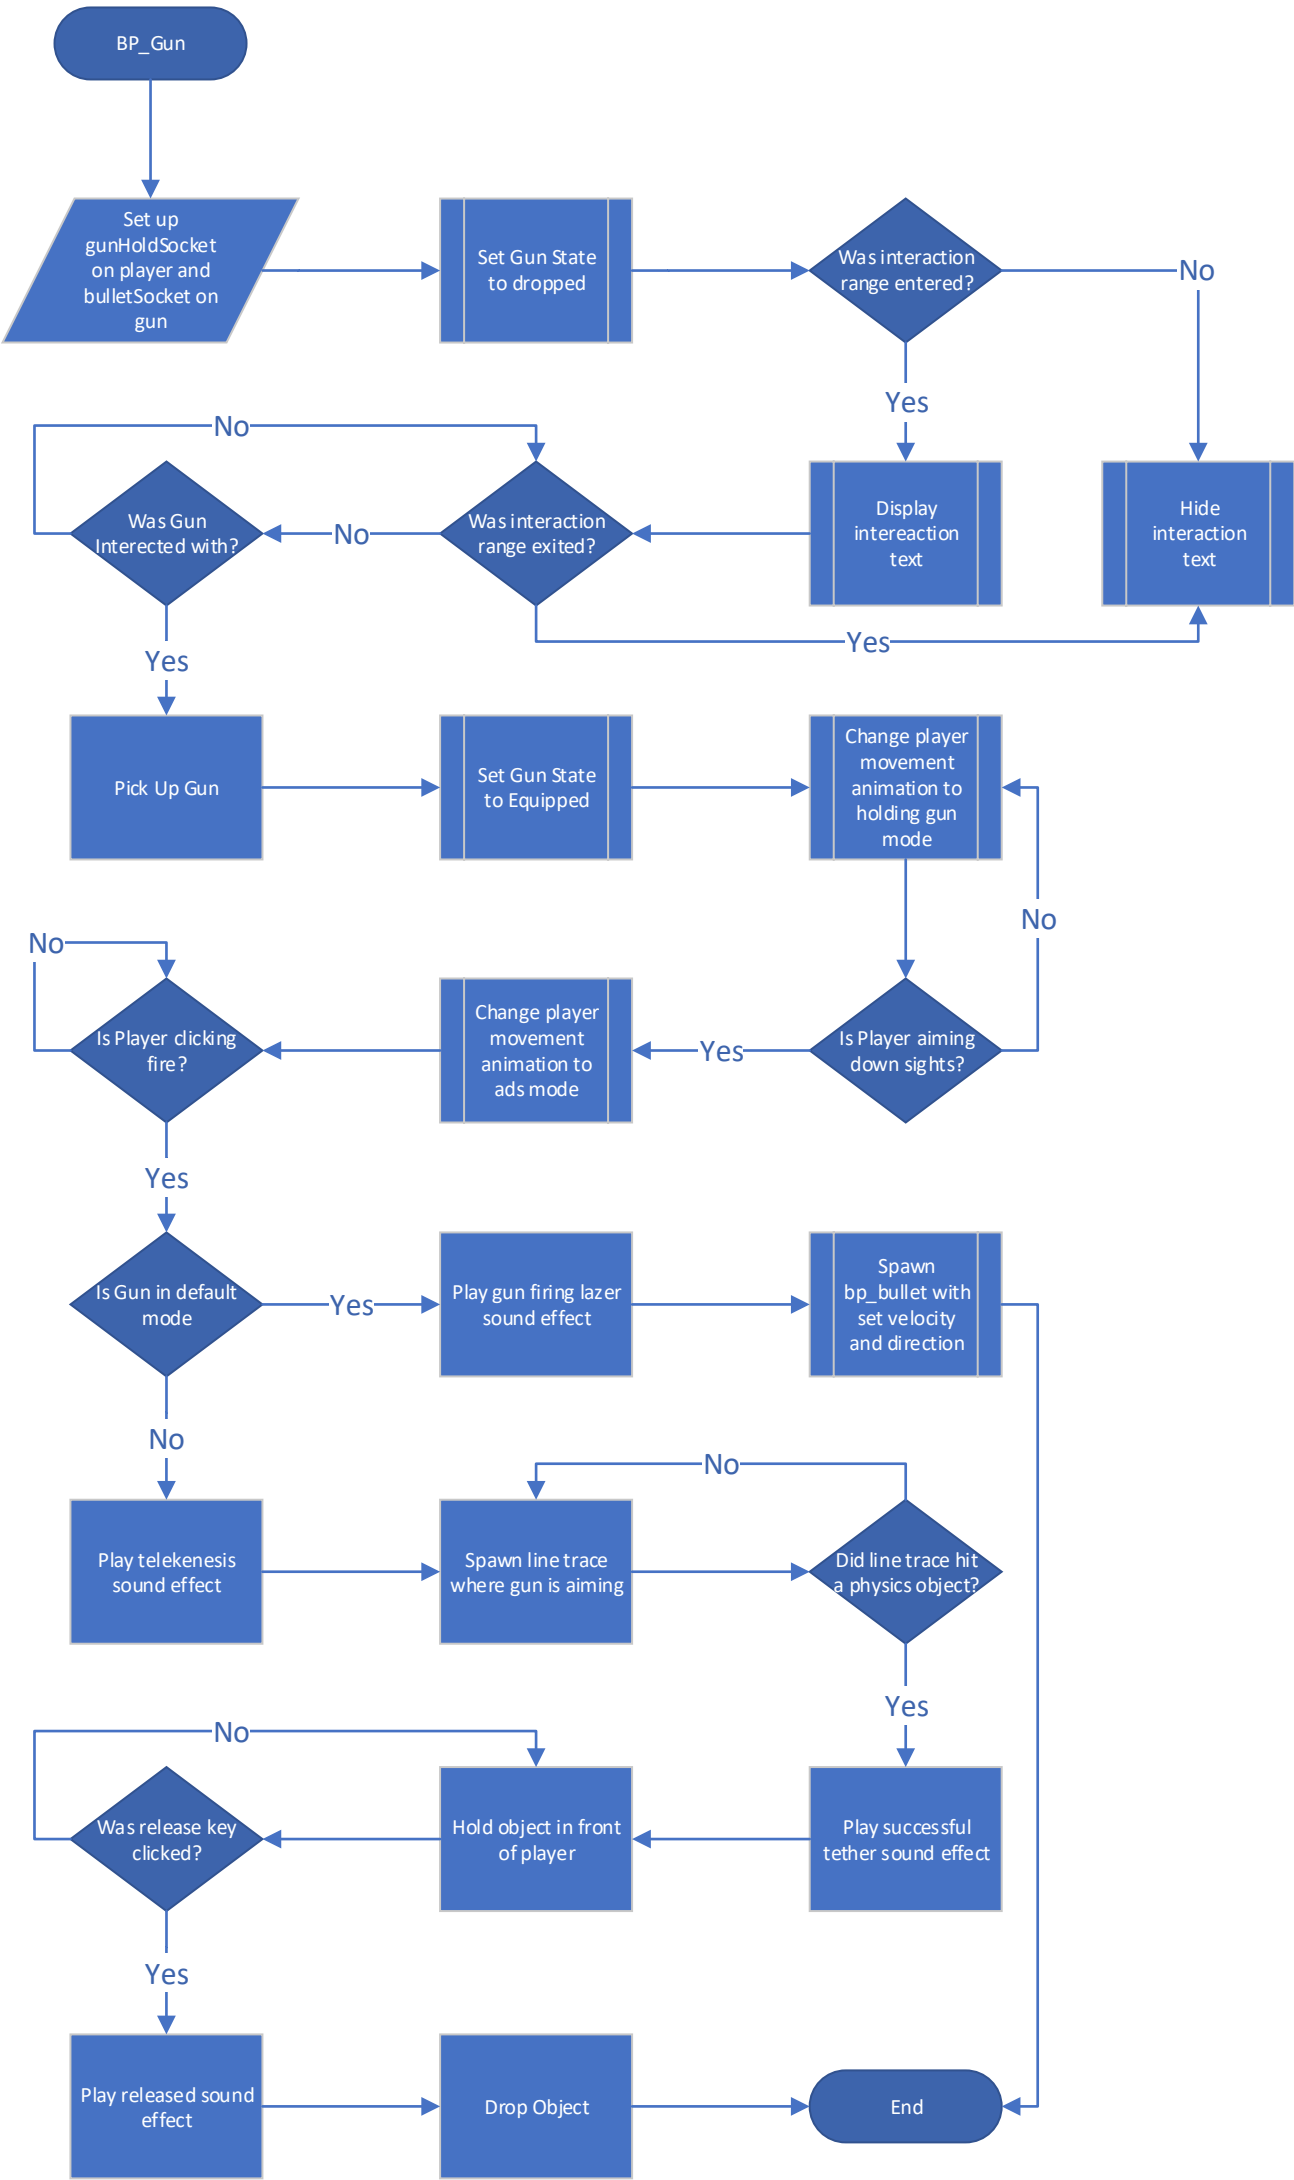 BP_Gun
Set up
gunHoldSocket
on player and
bulletSocket on
gun
Set Gun State
to dropped
Was interaction
range entered?
No
Yes
No
Was Gun
Interected with?
No
Was interaction
range exited?
Display
intereaction
text
Hide
interaction
text
Yes
Yes
Pick Up Gun
Set Gun State
to Equipped
Change player
movement
animation to
holding gun
mode
No
No
Is Player clicking
fire?
Change player
movement
animation to
ads mode
Yes
Is Player aiming
down sights?
Yes
Is Gun in default
mode
Yes
Play gun firing lazer
sound effect
Spawn
bp_bullet with
set velocity
and direction
No
No
Play telekenesis
sound effect
Spawn line trace
where gun is aiming
Did line trace hit
a physics object?
Yes
No
Was release key
clicked?
Hold object in front
of player
Play successful
tether sound effect
Yes
Play released sound
effect
Drop Object
End